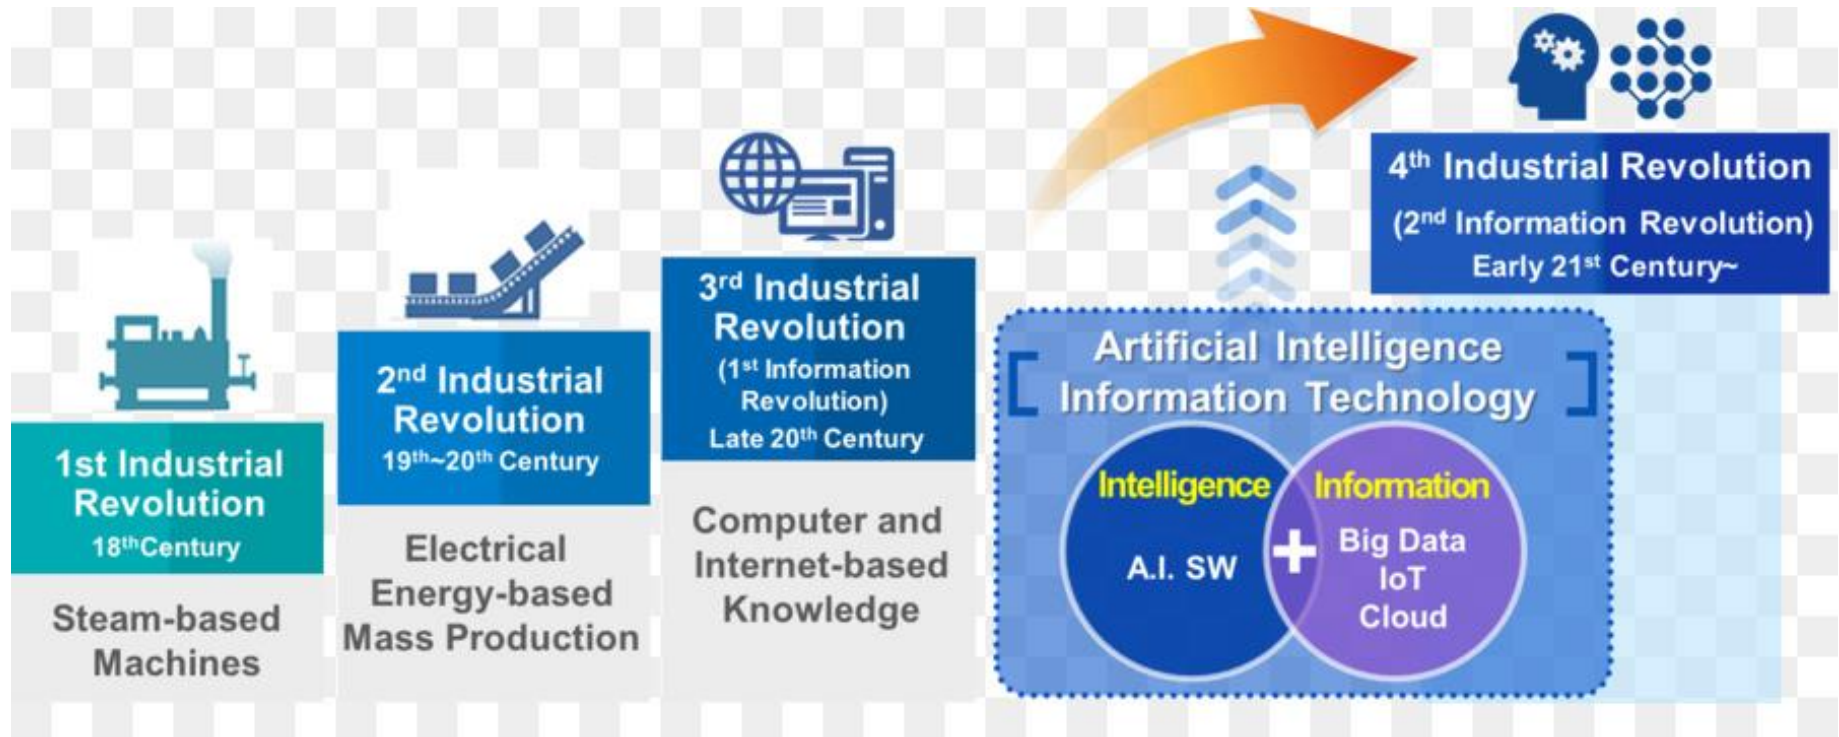 1st Industrial
Revolution
18thCentury
Steam-based
Machines
2nd Industrial
Revolution
19th~20th Century
Electrical
Energy-based
Mass Production
3rd Industrial
Revolution
(1st Information
Revolution)
Late 20th Century
Computer and
Internet-based
Knowledge
4th Industrial Revolution
(2nd Information Revolution)
Early 21st Century~
Artificial Intelligence
Information Technology
Intelligence
A.I. SW
+
Information
Big Data
IoT
Cloud